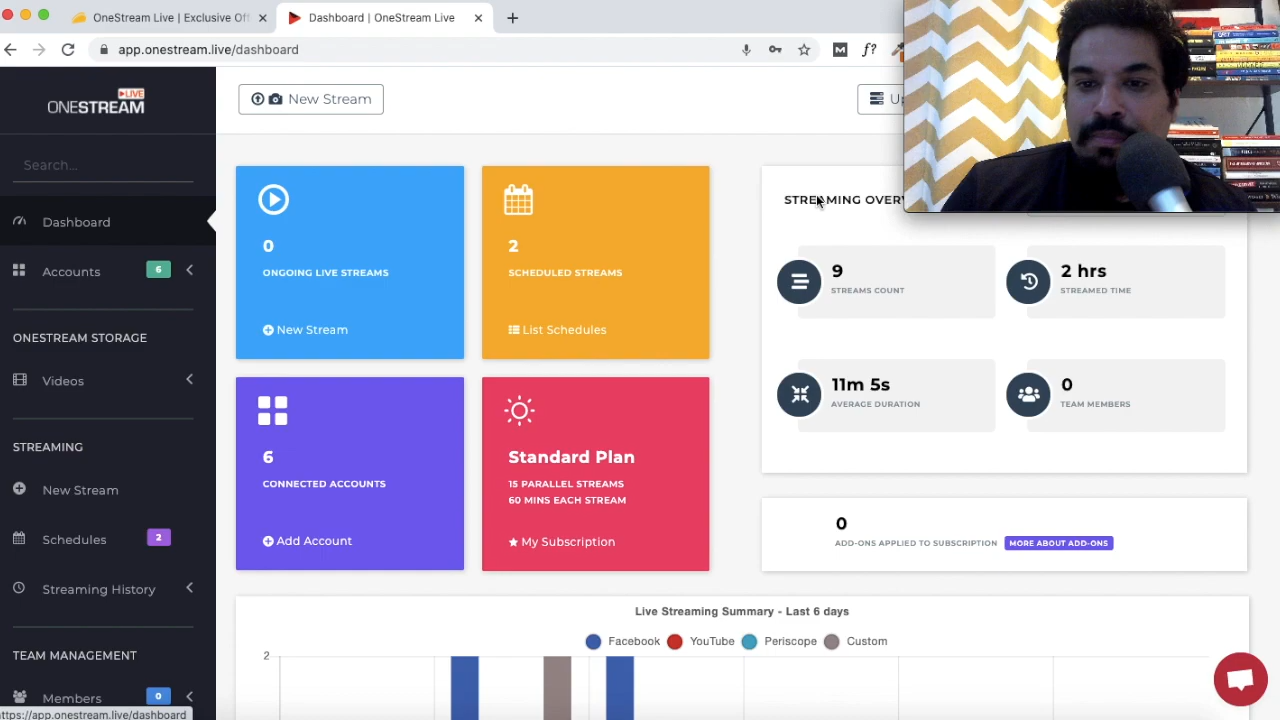 OneStream Live | Exclusive Of
Dashboard | OneStream Live
app.onestream.live/dashboard
M
f?
LIVE
ONESTREAM
New Stream
Up
Search...
Dashboard
Accounts 6
ONESTREAM STORAGE
Videos
STREAMING
New Stream
Schedules 2
Streaming History
TEAM MANAGEMENT
Members 0
https://app.onestream.live/dashboard
0
ONGOING LIVE STREAMS
New Stream
2
SCHEDULED STREAMS
List Schedules
6
CONNECTED ACCOUNTS
Add Account
Standard Plan
15 PARALLEL STREAMS
60 MINS EACH STREAM
My Subscription
STREAMING OVERV
9
STREAMS COUNT
2 hrs
STREAMED TIME
11m 5s
AVERAGE DURATION
0
TEAM MEMBERS
0
ADD-ONS APPLIED TO SUBSCRIPTION MORE ABOUT ADD-ONS
Live Streaming Summary - Last 6 days
Facebook YouTube Periscope Custom
2